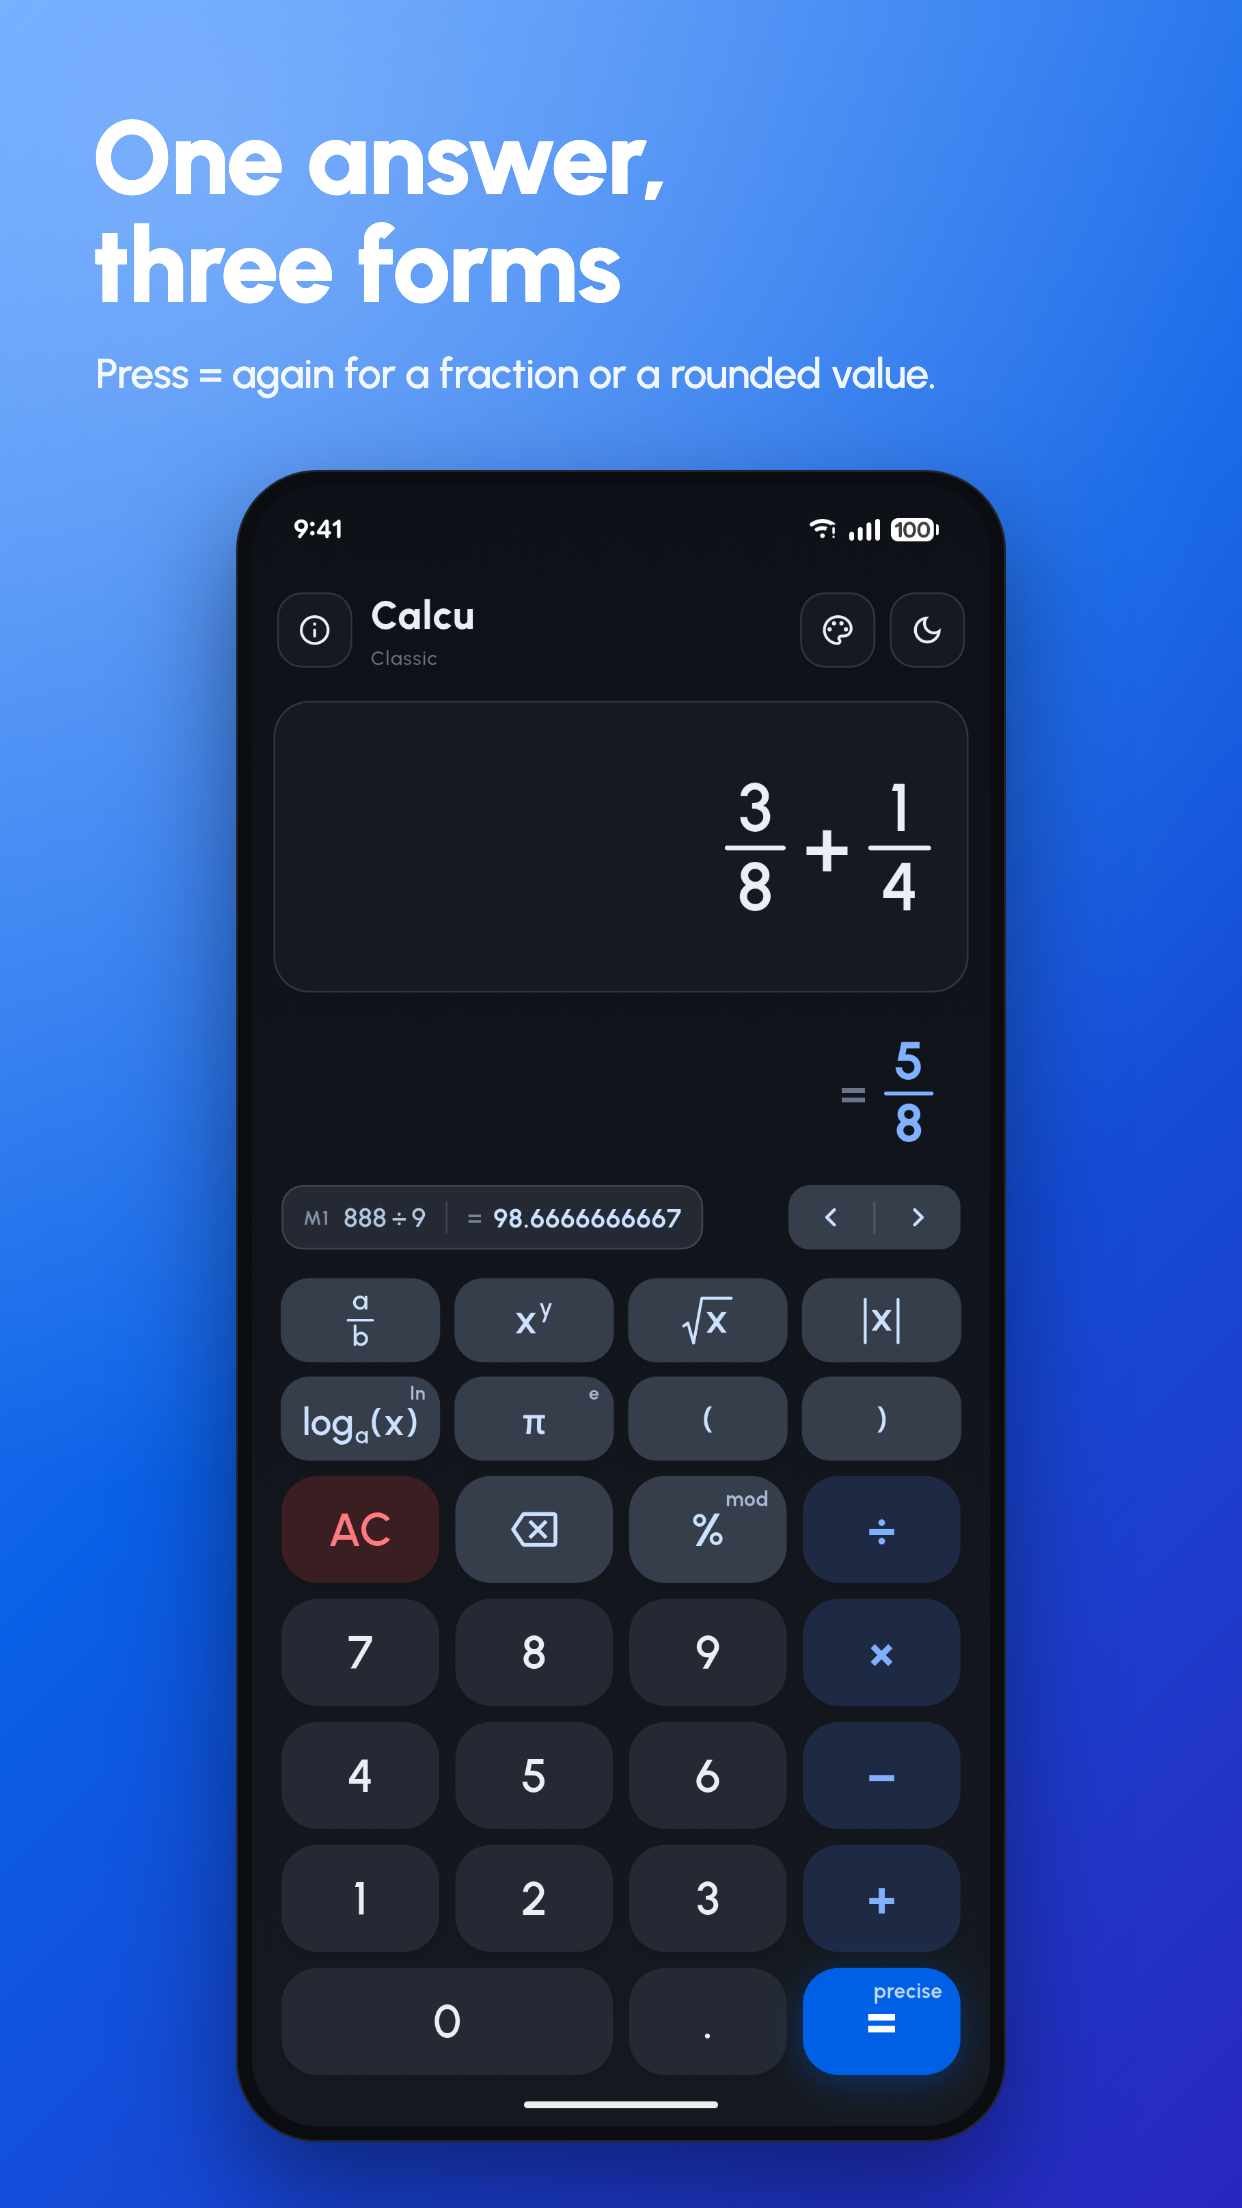 One answer,
three forms
Press = again for a fraction or a rounded value.
9:41
100
Calcu
Classic
3/8 + 1/4
= 5/8
M1 888÷9 = 98.6666666667
a/b xʸ √x |x|
logₐ(x) ln π e ( )
AC % mod ÷
7 8 9 ×
4 5 6 −
1 2 3 +
0 . = precise